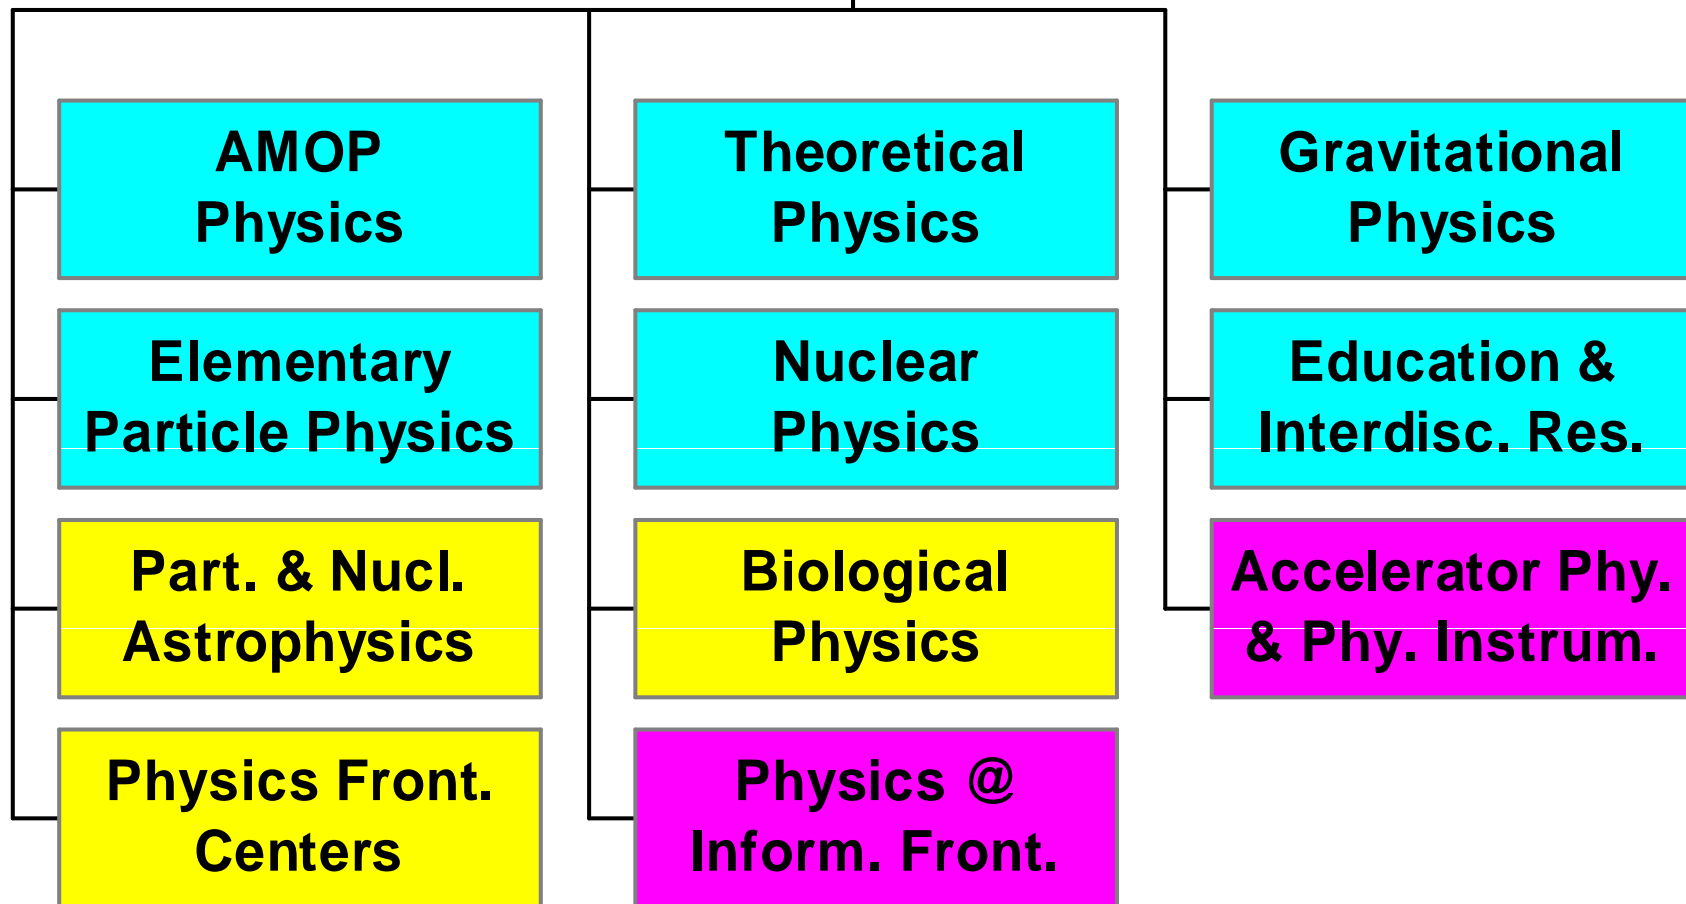 AMOP
Physics
Theoretical
Physics
Gravitational
Physics
Elementary
Particle Physics
Nuclear
Physics
Education &
Interdisc. Res.
Part. & Nucl.
Astrophysics
Biological
Physics
Accelerator Phy.
& Phy. Instrum.
Physics Front.
Centers
Physics @
Inform. Front.